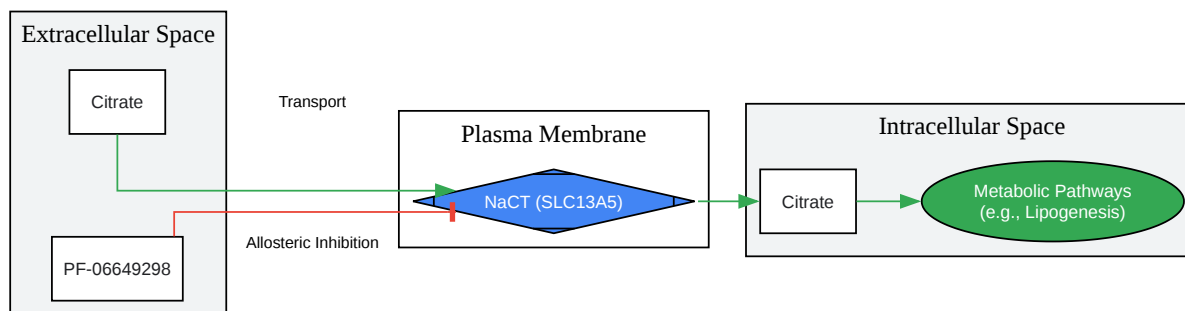 Extracellular Space
Citrate
PF-06649298
Transport
Allosteric Inhibition
Plasma Membrane
NaCT (SLC13A5)
Intracellular Space
Citrate
Metabolic Pathways
(e.g., Lipogenesis)